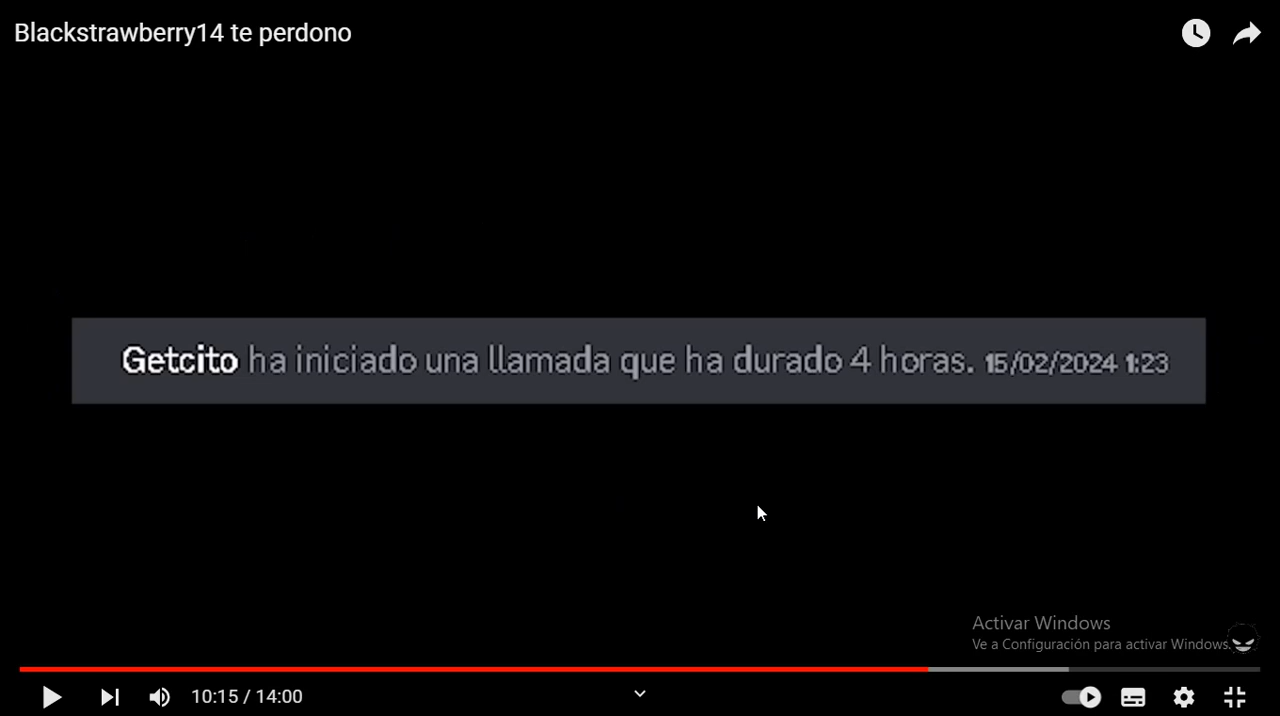 Blackstrawberry14 te perdono
Getcito ha iniciado una llamada que ha durado 4 horas. 15/02/2024 1:23
Activar Windows
Ve a Configuración para activar Windows.
10:15 / 14:00